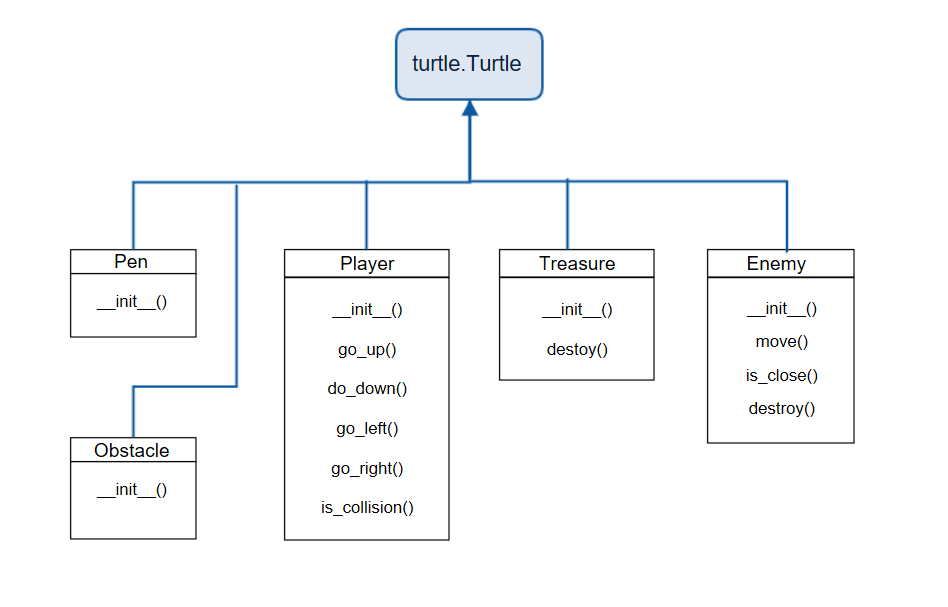 turtle.Turtle
Pen
__init__()
Obstacle
__init__()
Player
__init__()
go_up()
do_down()
go_left()
go_right()
is_collision()
Treasure
__init__()
destoy()
Enemy
__init__()
move()
is_close()
destroy()